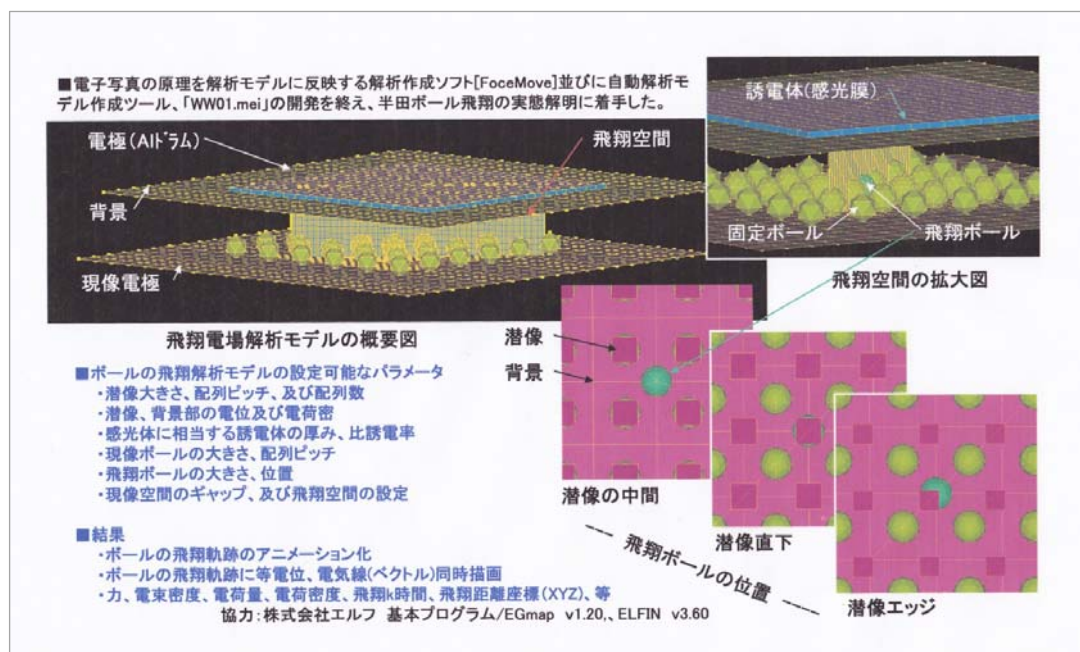 ■電子写真の原理を解析モデルに反映する解析作成ソフト[FoceMove]並びに自動解析モ
デル作成ツール、「WW01.mei」の開発を終え、半田ボール飛翔の実態解明に着手した。
電極(Alドラム)
飛翔空間
背景
現像電極
飛翔電場解析モデルの概要図
誘電体(感光膜)
固定ボール
飛翔ボール
飛翔空間の拡大図
■ボールの飛翔解析モデルの設定可能なパラメータ
・潜像大きさ、配列ピッチ、及び配列数
・潜像、背景部の電位及び電荷密
・感光体に相当する誘電体の厚み、比誘電率
・現像ボールの大きさ、配列ピッチ
・飛翔ボールの大きさ、位置
・現像空間のギャップ、及び飛翔空間の設定
潜像
背景
潜像の中間
潜像直下
潜像エッジ
飛翔ボールの位置
■結果
・ボールの飛翔軌跡のアニメーション化
・ボールの飛翔軌跡に等電位、電気線(ベクトル)同時描画
・力、電束密度、電荷量、電荷密度、飛翔k時間、飛翔距離座標(XYZ)、等
協力：株式会社エルフ 基本プログラム/EGmap v1.20,、ELFIN v3.60